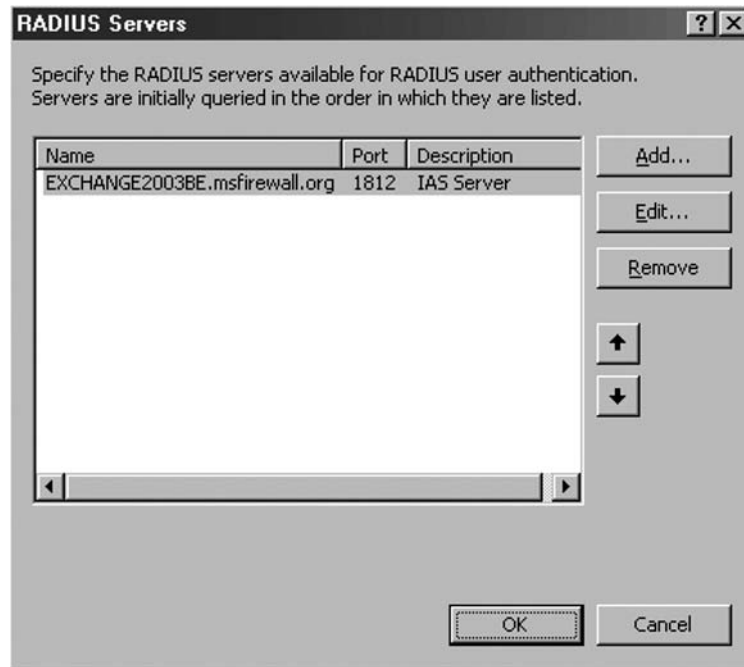 RADIUS Servers
Specify the RADIUS servers available for RADIUS user authentication.
Servers are initially queried in the order in which they are listed.
Name Port Description
EXCHANGE2003BE.msfirewall.org 1812 IAS Server
Add...
Edit...
Remove
OK Cancel